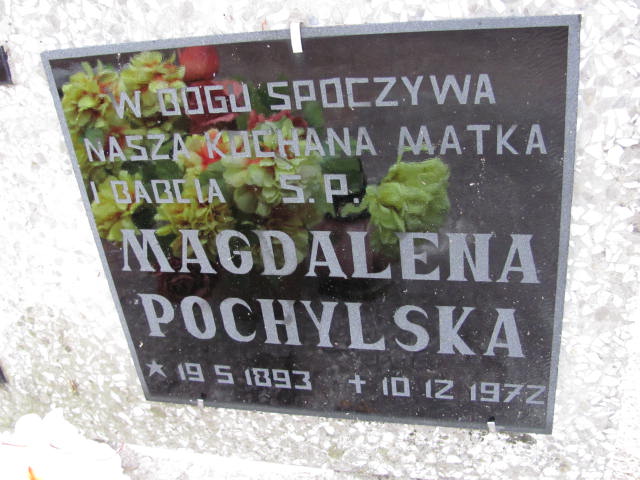 W BOGU SPOCZYWA
NASZA KOCHANA MATKA
I BABCIA Ś.P.
MAGDALENA
POCHYLSKA
★ 19 5 1893 ✝ 10 12 1972